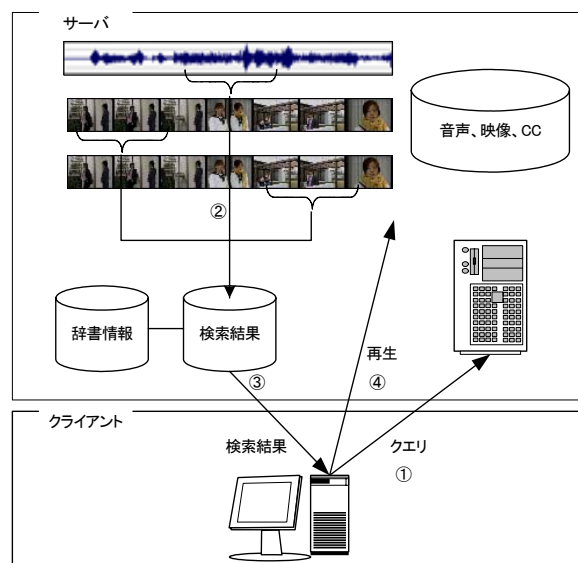 サーバ
音声、映像、CC
②
辞書情報
検索結果
再生
③
④
クライアント
検索結果
クエリ
①